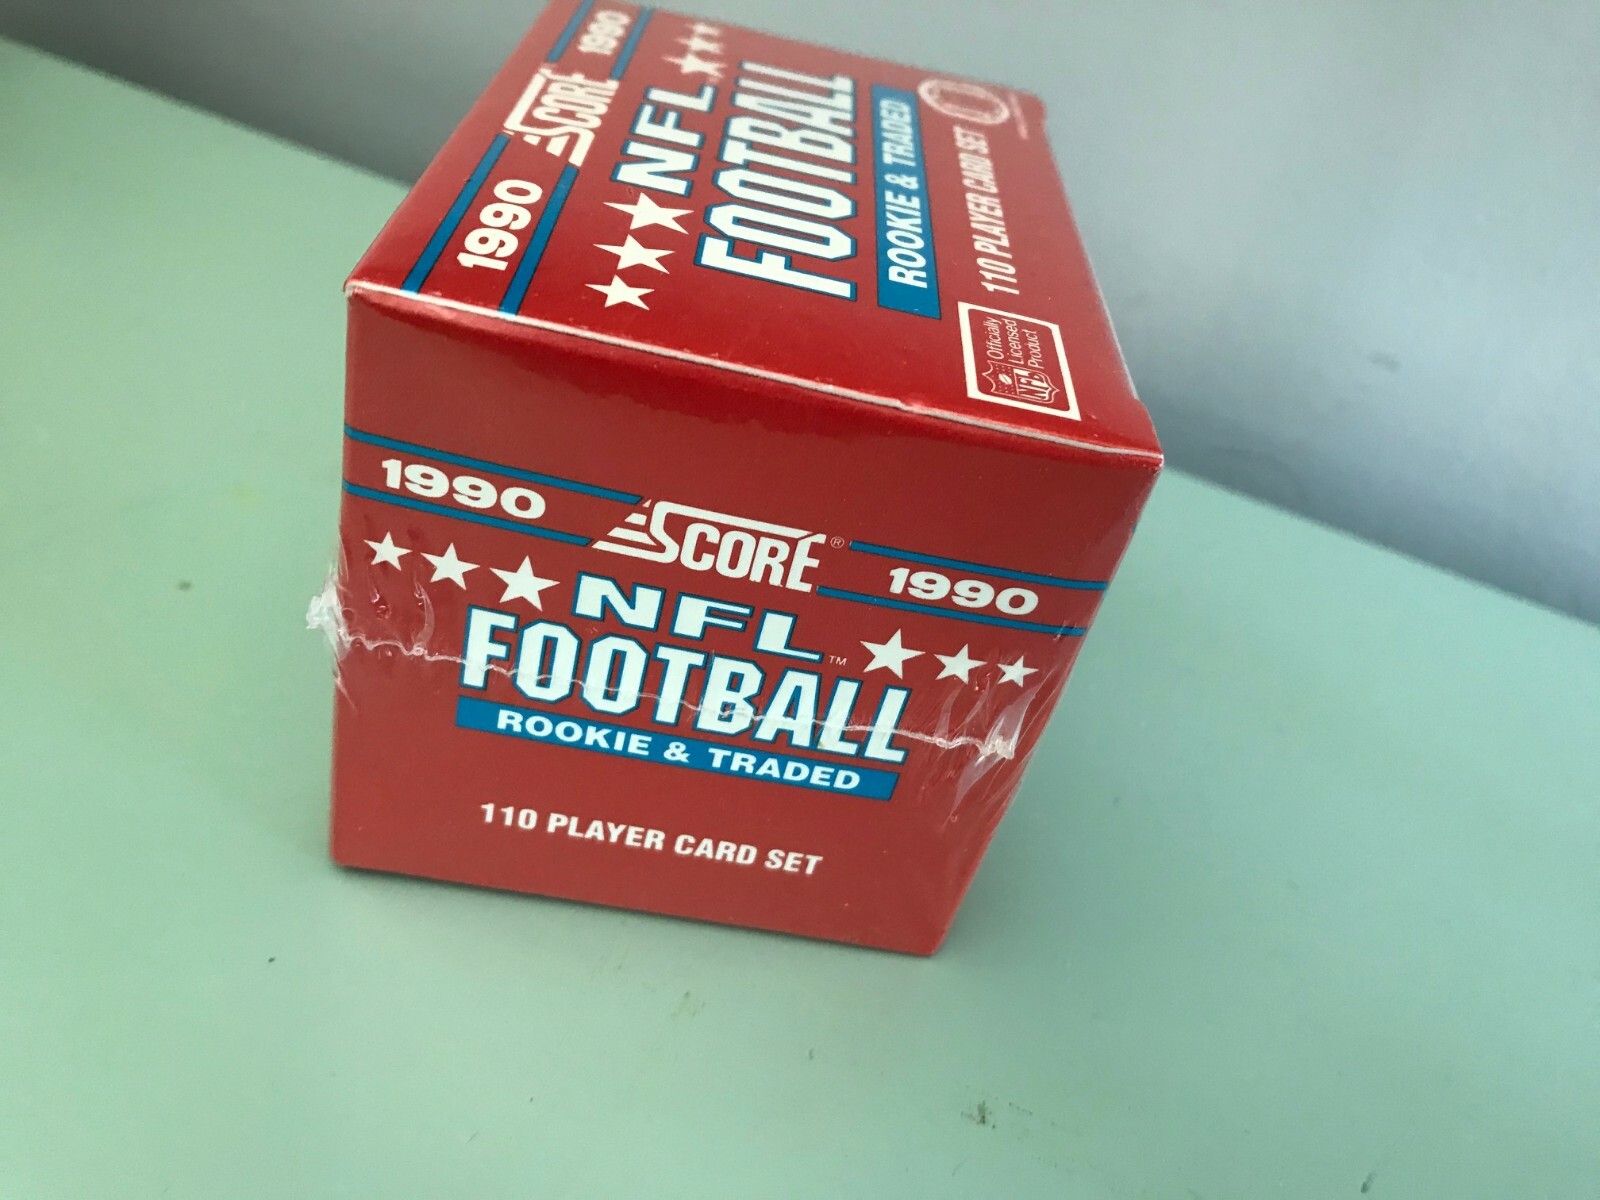 1990 SCORE 1990
NFL
FOOTBALL
ROOKIE & TRADED
110 PLAYER CARD SET
Officially
Licensed
Product
NFL
1990 SCORE® 1990
NFL™
FOOTBALL
ROOKIE & TRADED
110 PLAYER CARD SET